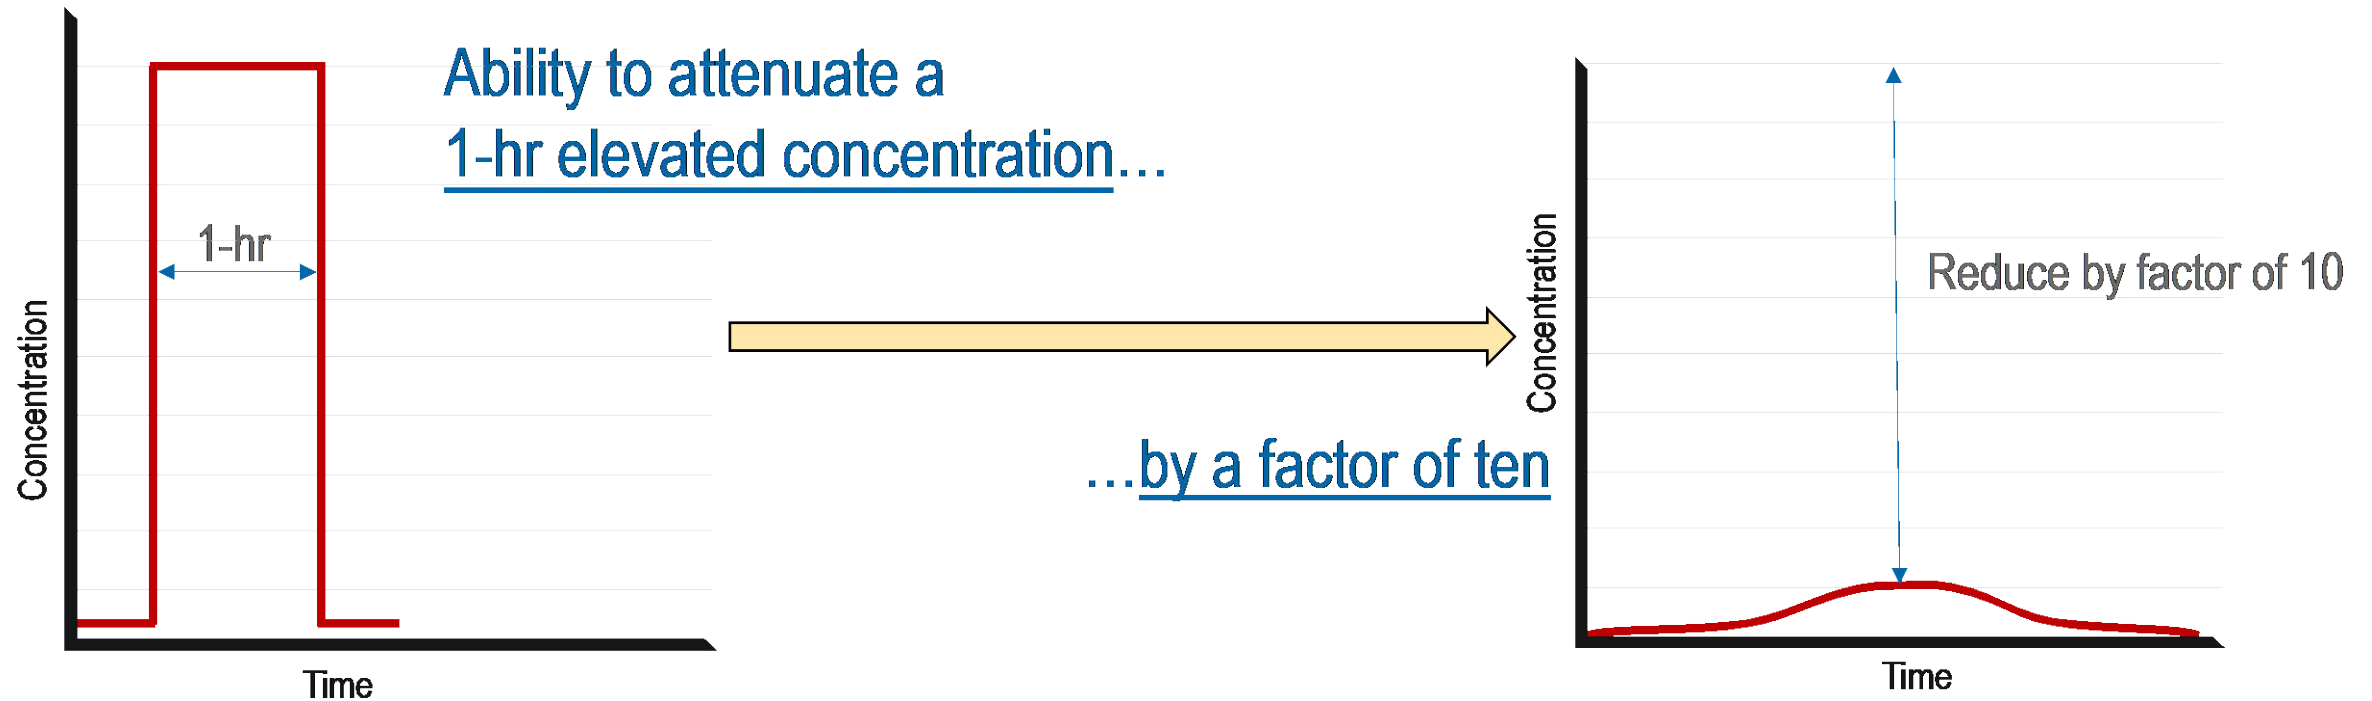 Ability to attenuate a
1-hr elevated concentration…
1-hr
Concentration
Time
…by a factor of ten
Concentration
Reduce by factor of 10
Time